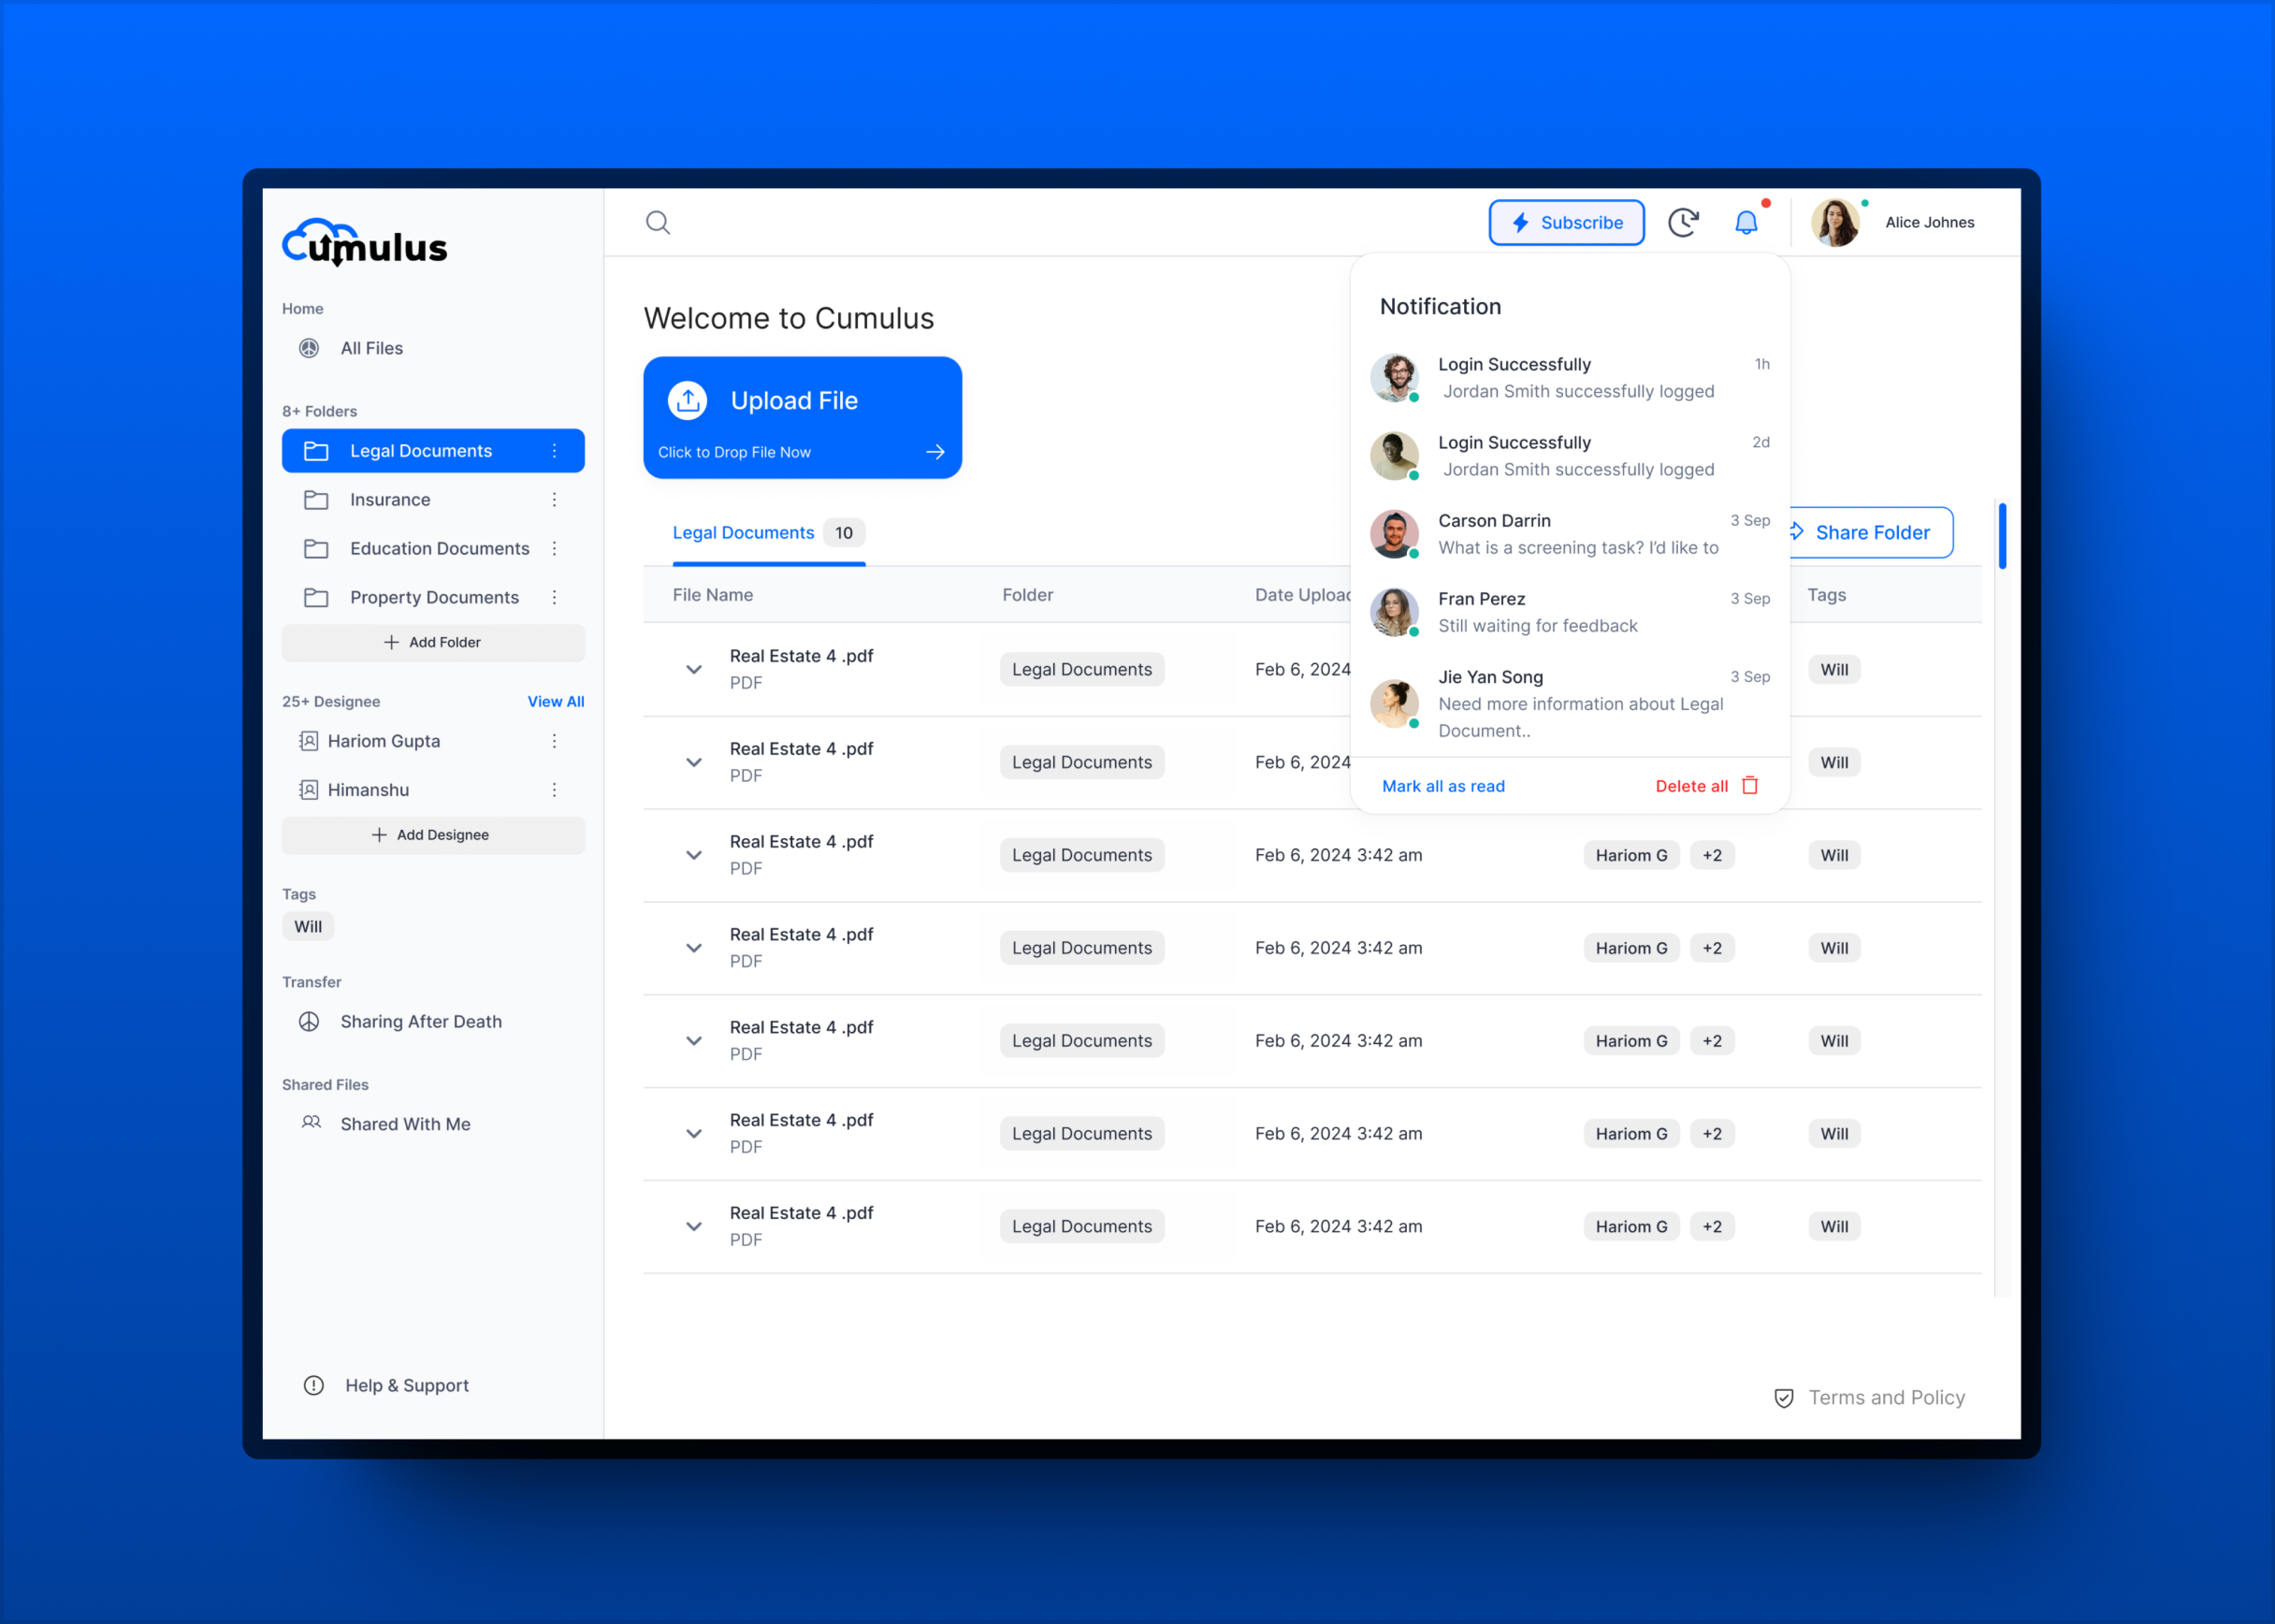 Cumulus
Home
All Files
8+ Folders
Legal Documents
Insurance
Education Documents
Property Documents
Add Folder
25+ Designee View All
Hariom Gupta
Himanshu
Add Designee
Tags
Will
Transfer
Sharing After Death
Shared Files
Shared With Me
Help & Support
Subscribe
Alice Johnes
Welcome to Cumulus
Upload File
Click to Drop File Now
Notification
Login Successfully 1h
Jordan Smith successfully logged
Login Successfully 2d
Jordan Smith successfully logged
Carson Darrin 3 Sep
What is a screening task? I'd like to
Fran Perez 3 Sep
Still waiting for feedback
Jie Yan Song 3 Sep
Need more information about Legal
Document..
Mark all as read Delete all
Legal Documents 10 Share Folder
File Name Folder Date Tags
Real Estate 4 .pdf
PDF
Legal Documents Feb 6, 2024 Will
Real Estate 4 .pdf
PDF
Legal Documents Feb 6, 2024 Will
Real Estate 4 .pdf
PDF
Legal Documents Feb 6, 2024 3:42 am Hariom G +2 Will
Real Estate 4 .pdf
PDF
Legal Documents Feb 6, 2024 3:42 am Hariom G +2 Will
Real Estate 4 .pdf
PDF
Legal Documents Feb 6, 2024 3:42 am Hariom G +2 Will
Real Estate 4 .pdf
PDF
Legal Documents Feb 6, 2024 3:42 am Hariom G +2 Will
Real Estate 4 .pdf
PDF
Legal Documents Feb 6, 2024 3:42 am Hariom G +2 Will
Terms and Policy